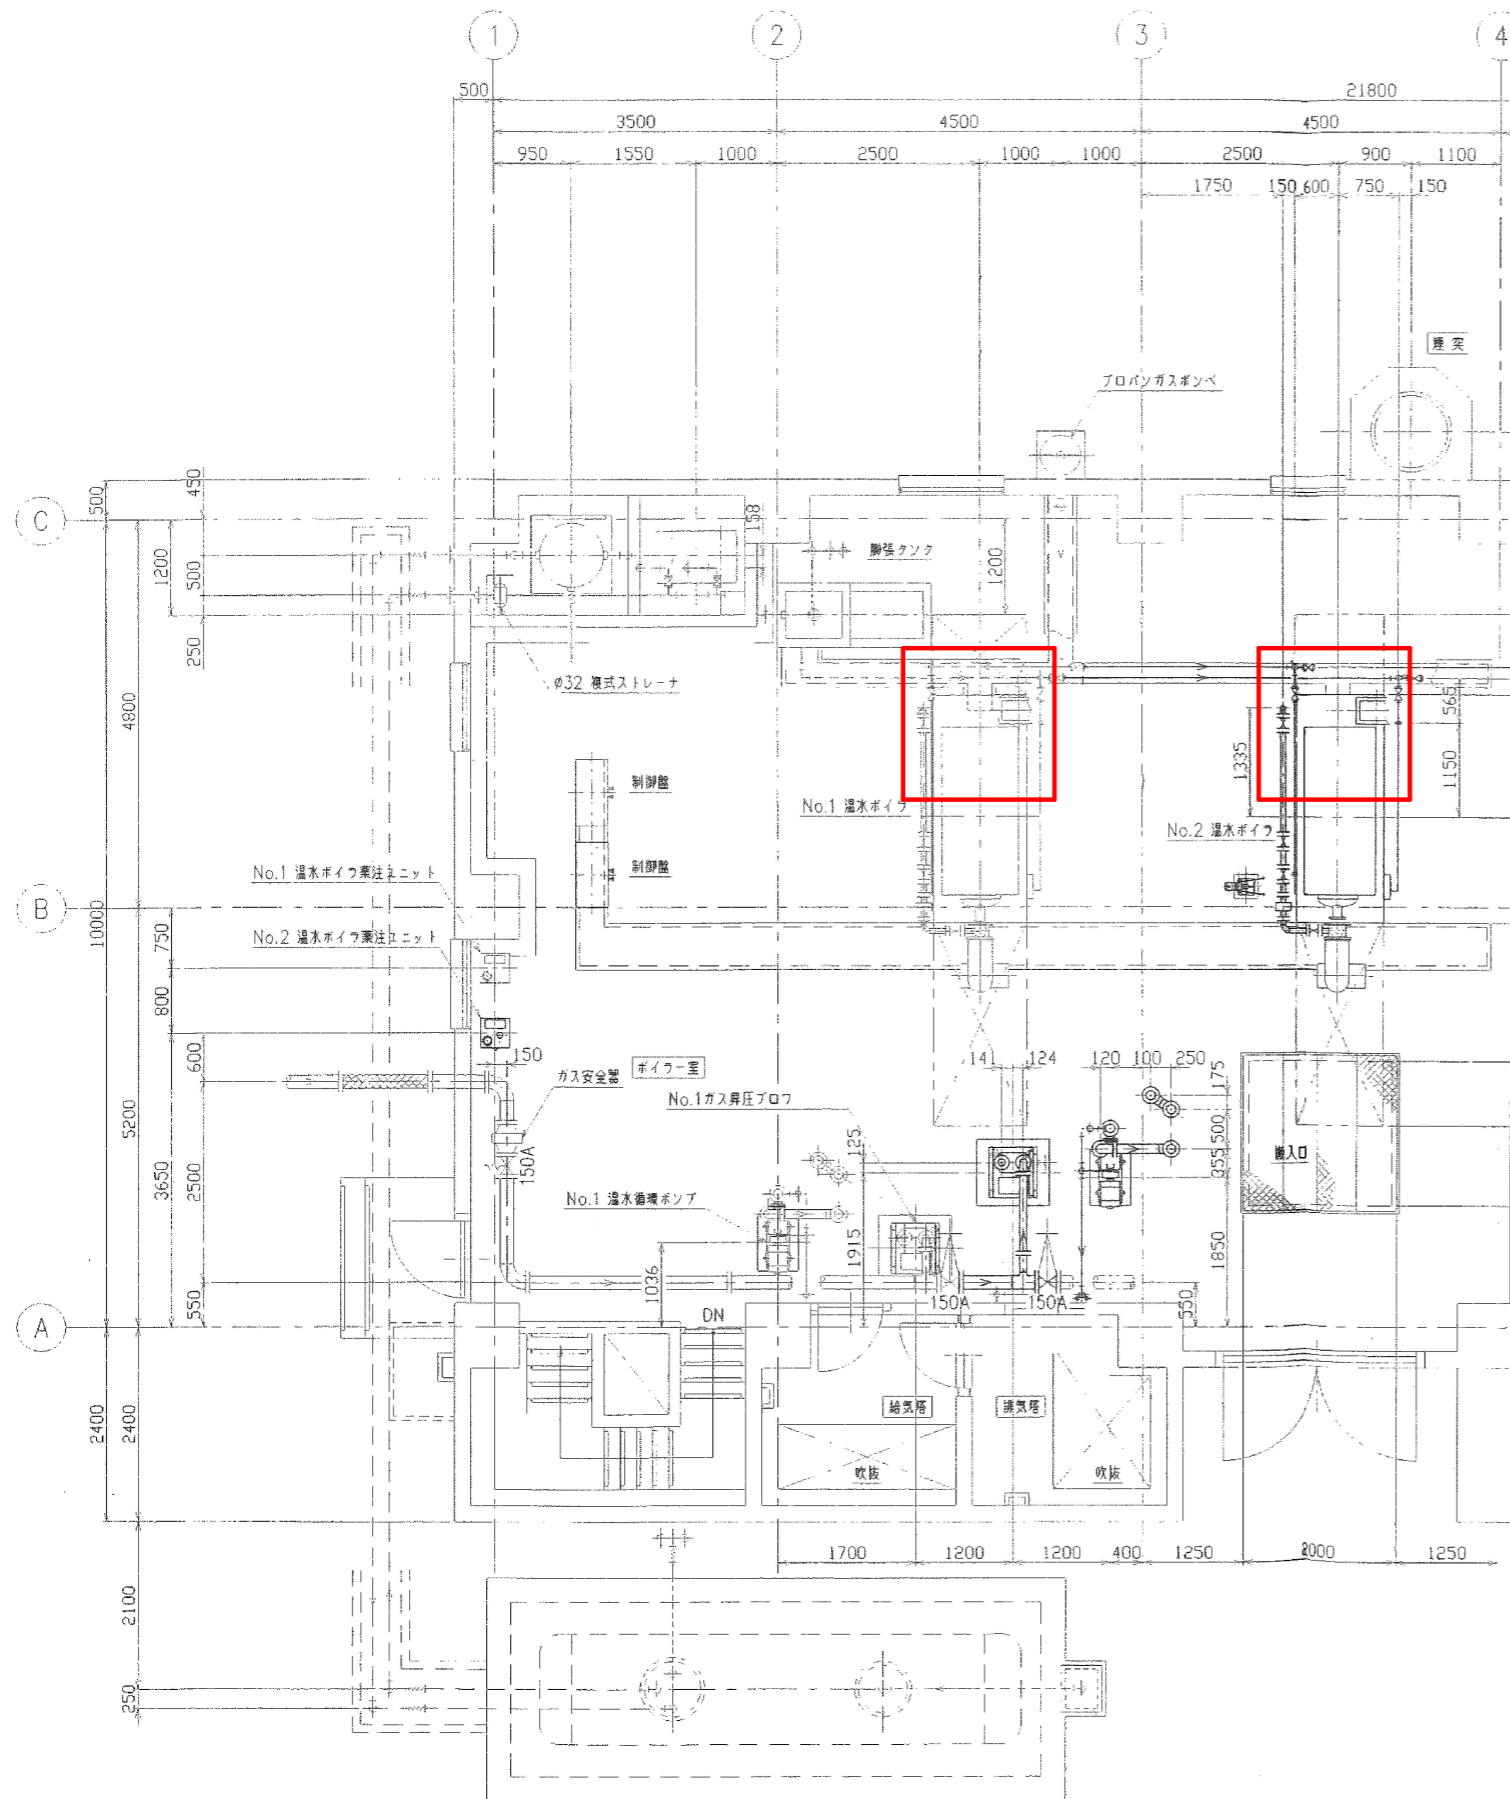 1
2
3
4
500
21800
3500
4500
4500
950
1550
1000
2500
1000
1000
2500
900
1100
1750
150
600
750
150
煙突
プロパンガスボンベ
C
500
450
1200
500
250
158
膨張タンク
1200
4800
φ32 複式ストレーナ
565
1335
1150
制御盤
No.1 温水ボイラ
No.2 温水ボイラ
制御盤
No.1 温水ボイラ薬注ユニット
B
10000
750
No.2 温水ボイラ薬注ユニット
800
600
150
ガス安全器
ボイラー室
141
124
120
100
250
No.1ガス昇圧ブロワ
175
500
355
125
5200
3650
2500
150A
搬入口
No.1 温水循環ポンプ
1915
1036
1850
550
150A
150A
550
A
DN
2400
2400
給気塔
排気塔
吹抜
吹抜
1700
1200
1200
400
1250
2000
1250
2100
250